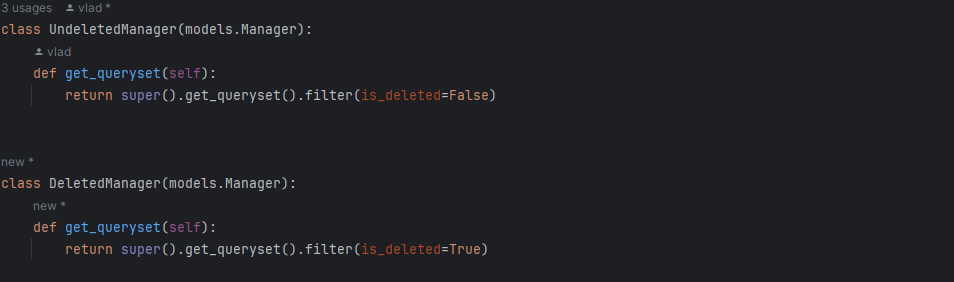 3 usages vlad *
class UndeletedManager(models.Manager):
vlad
def get_queryset(self):
return super().get_queryset().filter(is_deleted=False)
new *
class DeletedManager(models.Manager):
new *
def get_queryset(self):
return super().get_queryset().filter(is_deleted=True)